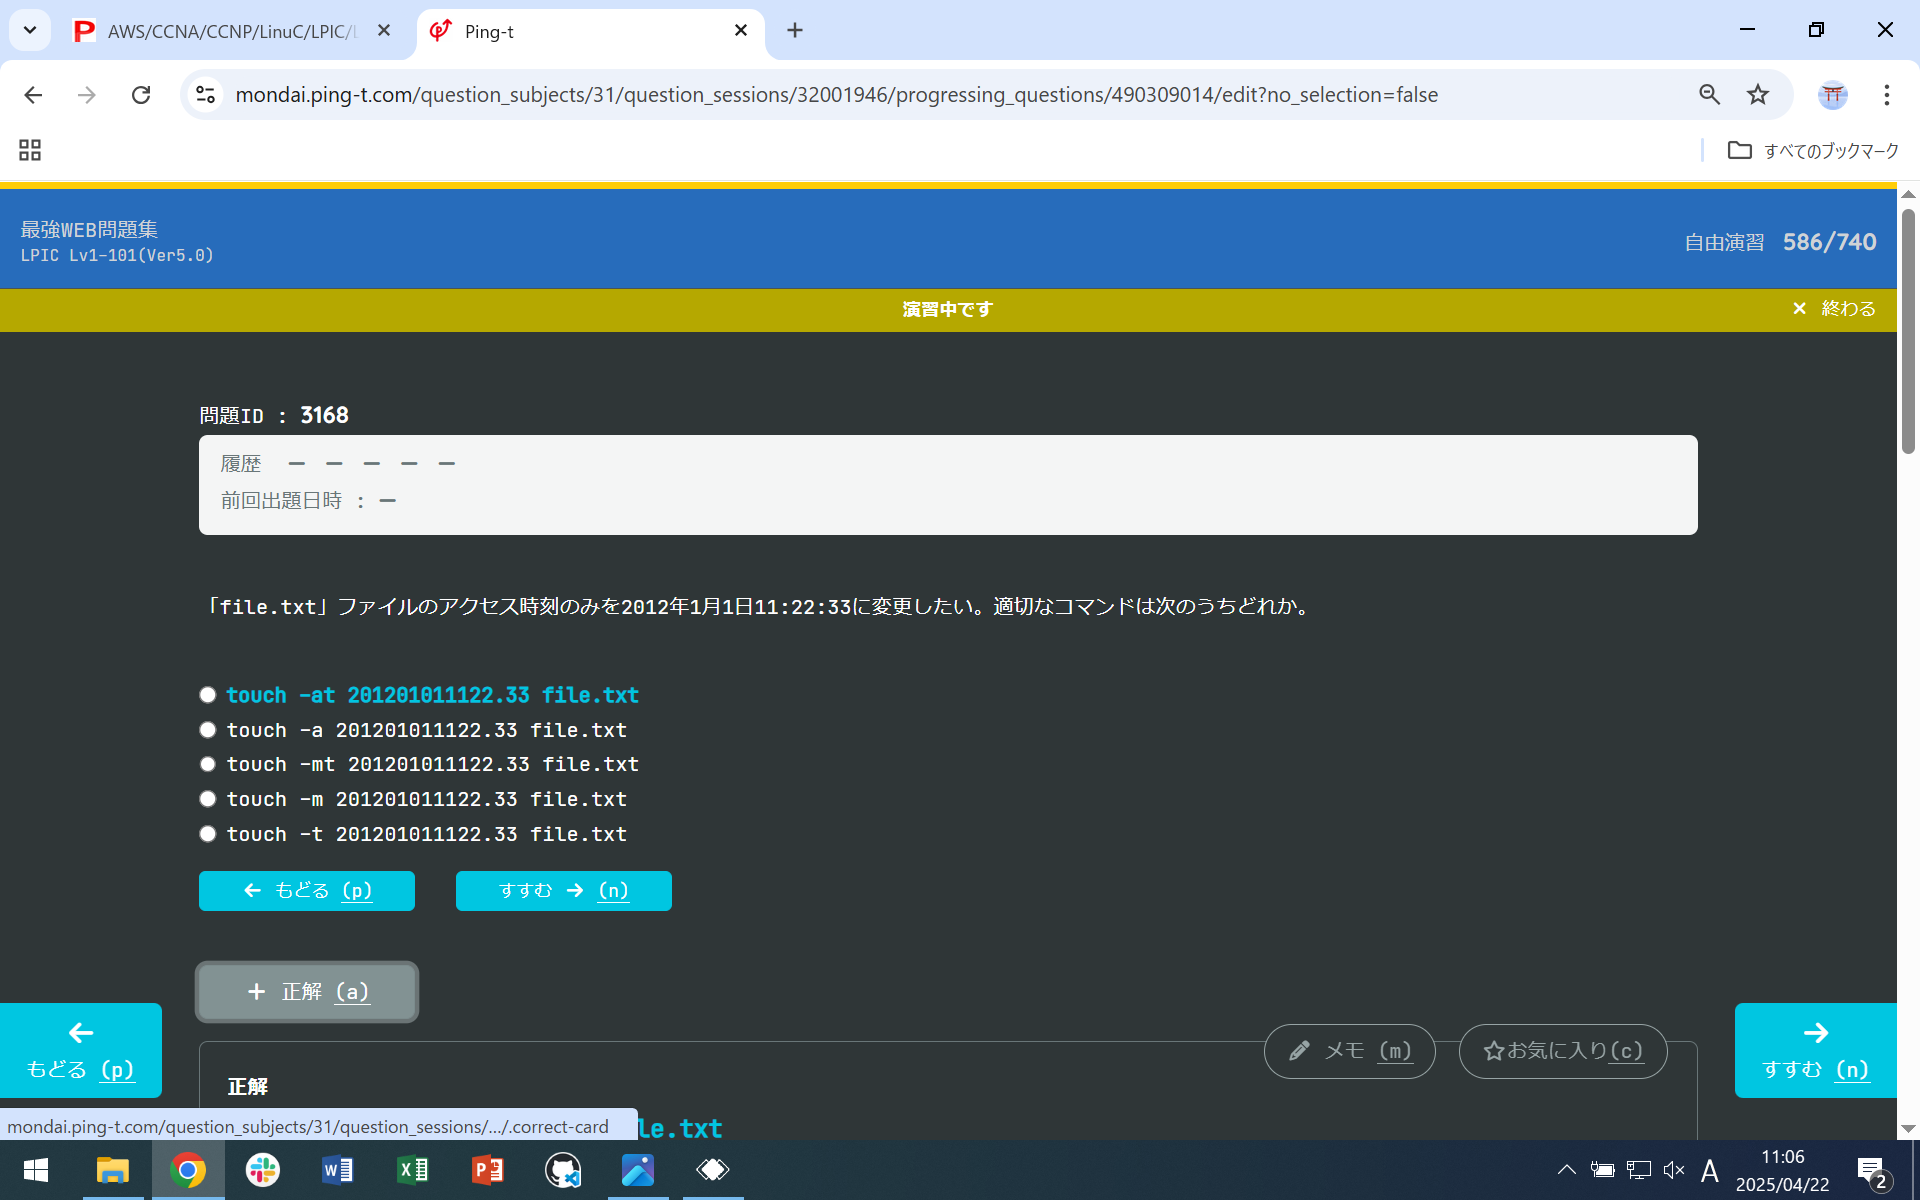 AWS/CCNA/CCNP/LinuC/LPIC/
Ping-t
mondai.ping-t.com/question_subjects/31/question_sessions/32001946/progressing_questions/490309014/edit?no_selection=false
すべてのブックマーク
最強WEB問題集
LPIC Lv1-101(Ver5.0)
自由演習 586/740
演習中です
× 終わる
問題ID : 3168
履歴 － － － － －
前回出題日時 : －
「file.txt」ファイルのアクセス時刻のみを2012年1月1日11:22:33に変更したい。適切なコマンドは次のうちどれか。
touch -at 201201011122.33 file.txt
touch -a 201201011122.33 file.txt
touch -mt 201201011122.33 file.txt
touch -m 201201011122.33 file.txt
touch -t 201201011122.33 file.txt
← もどる (p)
すすむ → (n)
+ 正解 (a)
メモ (m)
☆お気に入り(c)
← もどる (p)
→ すすむ (n)
正解
mondai.ping-t.com/question_subjects/31/question_sessions/.../.correct-card
le.txt
A
11:06
2025/04/22
2